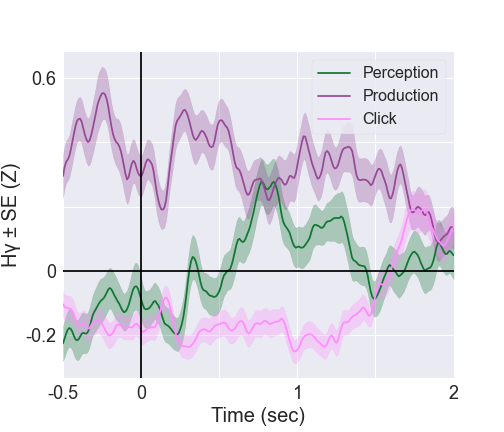 Perception
Production
Click
0.6
0
-0.2
Hγ ± SE (Z)
-0.5
0
1
2
Time (sec)